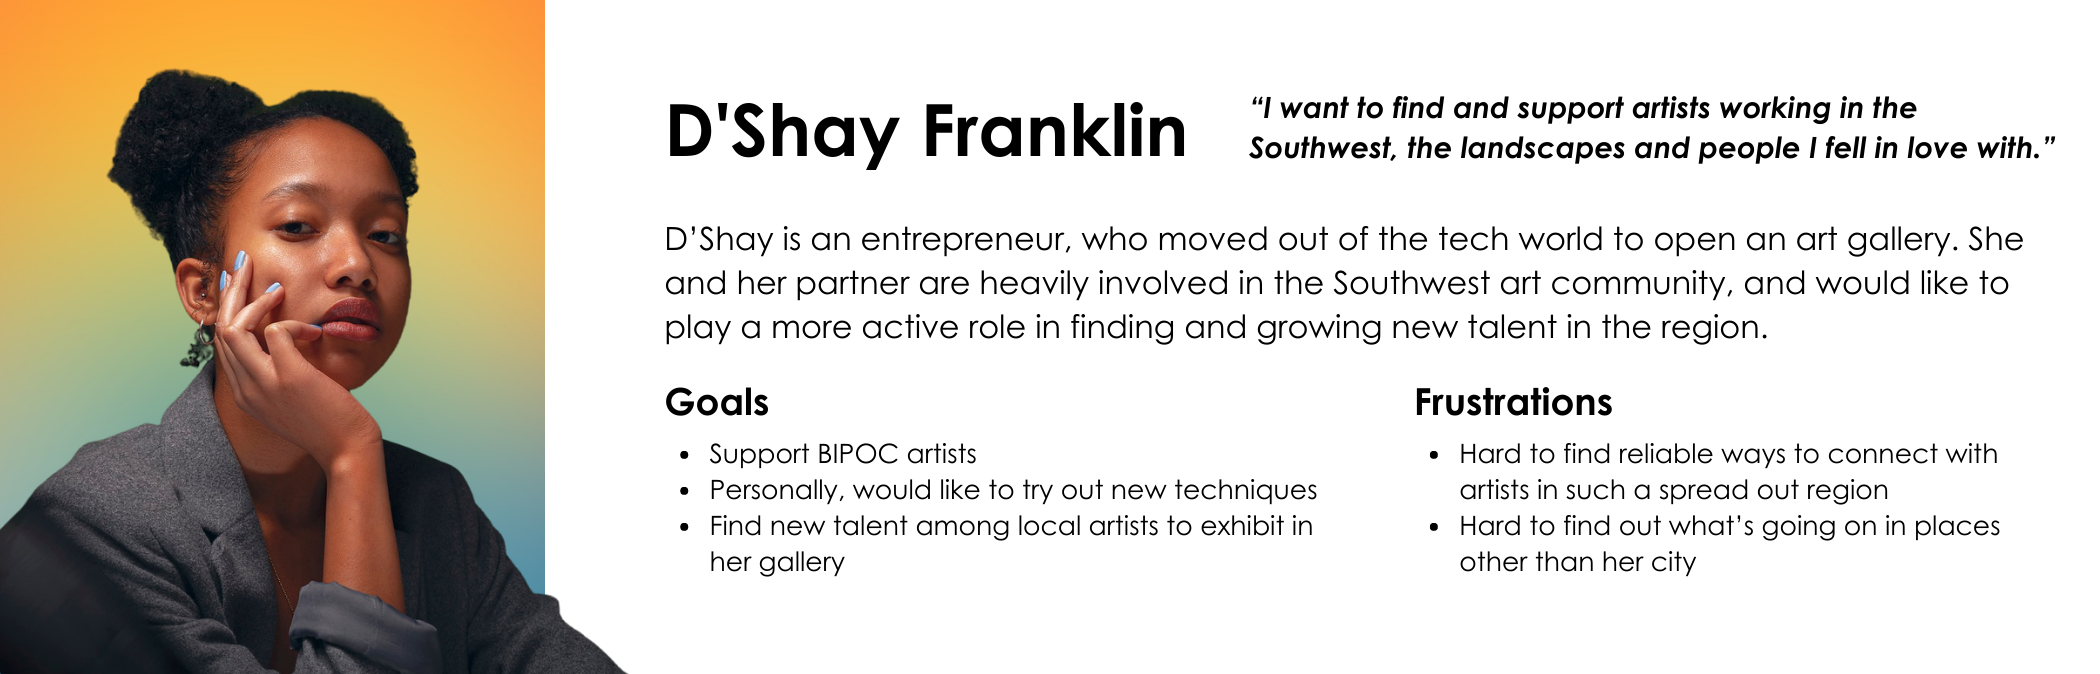 D'Shay Franklin
“I want to find and support artists working in the
Southwest, the landscapes and people I fell in love with.”
D’Shay is an entrepreneur, who moved out of the tech world to open an art gallery. She
and her partner are heavily involved in the Southwest art community, and would like to
play a more active role in finding and growing new talent in the region.
Goals
• Support BIPOC artists
• Personally, would like to try out new techniques
• Find new talent among local artists to exhibit in
her gallery
Frustrations
• Hard to find reliable ways to connect with
artists in such a spread out region
• Hard to find out what’s going on in places
other than her city